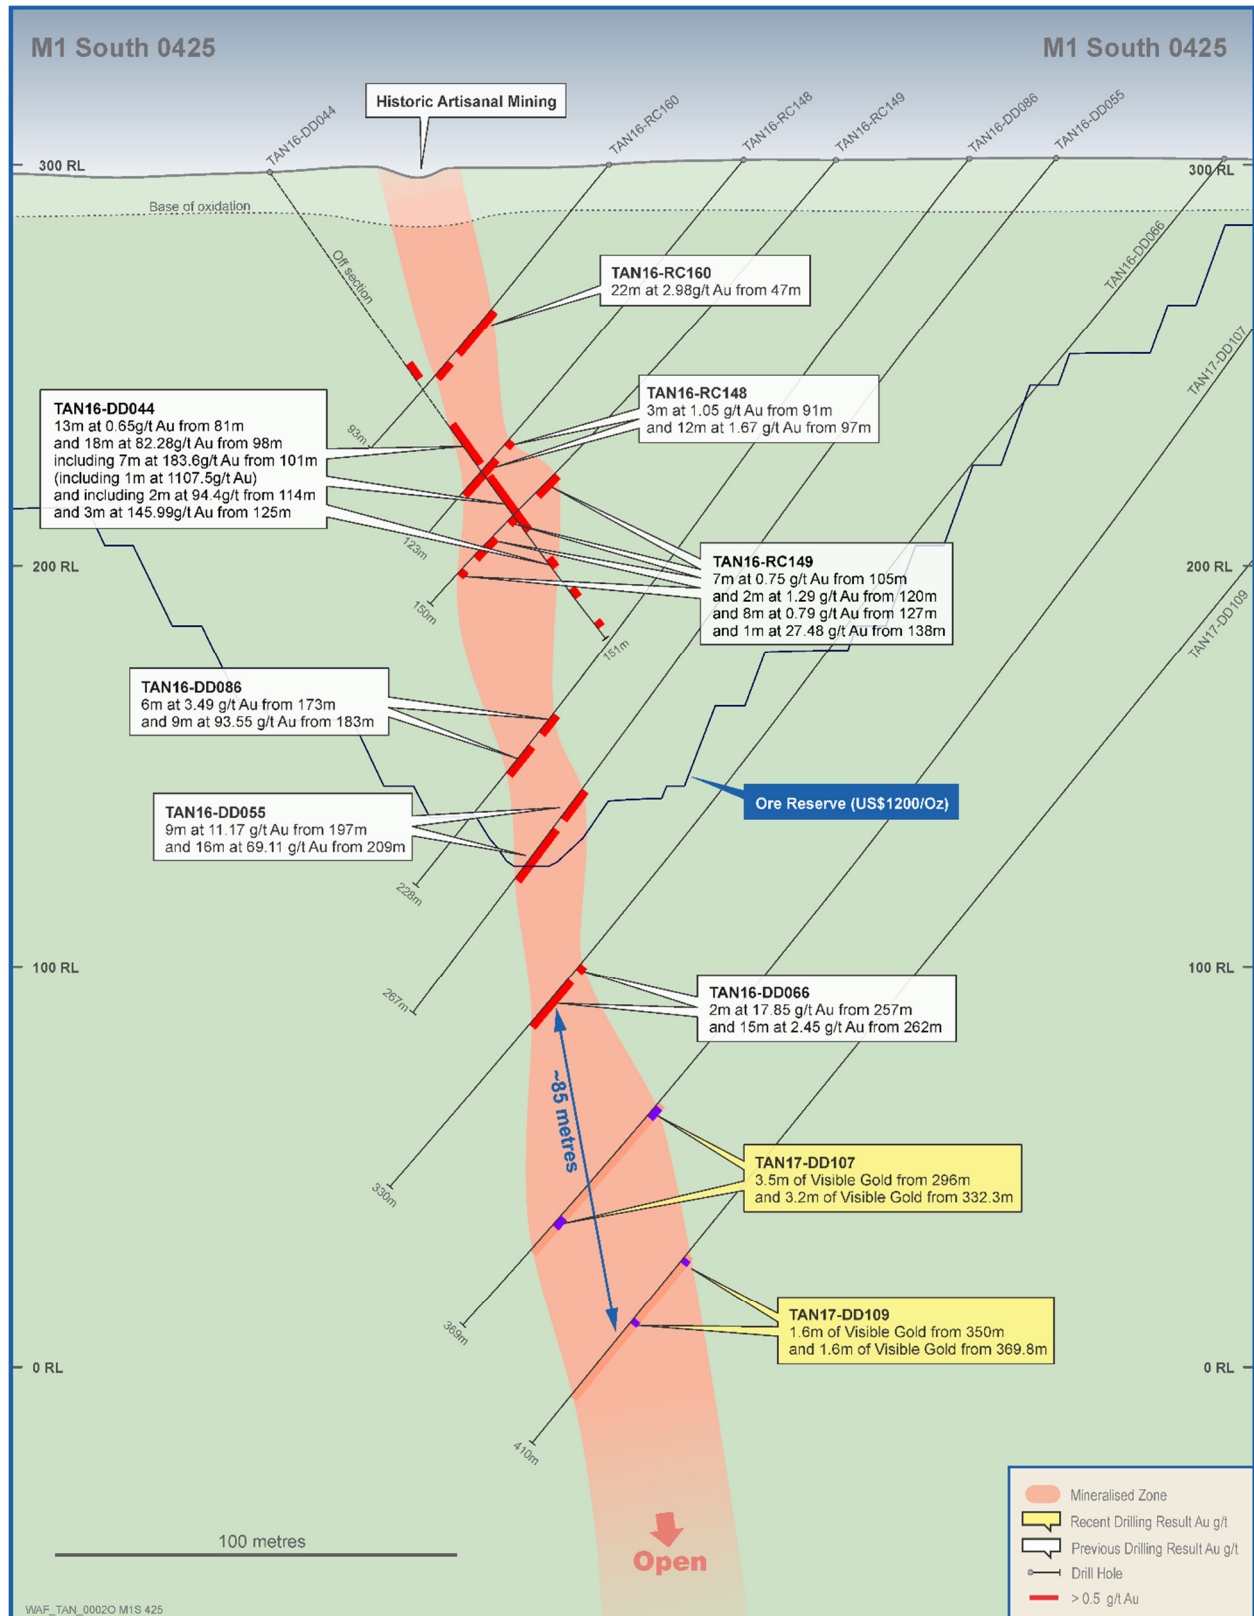 M1 South 0425
M1 South 0425
Historic Artisanal Mining
TAN16-DD044
TAN16-RC160
TAN16-RC148
TAN16-RC149
TAN16-DD086
TAN16-DD055
300 RL
300 RL
Base of oxidation
Off section
TAN16-DD066
TAN16-RC160
22m at 2.98g/t Au from 47m
TAN17-DD107
TAN16-RC148
3m at 1.05 g/t Au from 91m
and 12m at 1.67 g/t Au from 97m
TAN16-DD044
13m at 0.65g/t Au from 81m
and 18m at 82.28g/t Au from 98m
including 7m at 183.6g/t Au from 101m
(including 1m at 1107.5g/t Au)
and including 2m at 94.4g/t from 114m
and 3m at 145.99g/t Au from 125m
93m
123m
150m
151m
TAN16-RC149
7m at 0.75 g/t Au from 105m
and 2m at 1.29 g/t Au from 120m
and 8m at 0.79 g/t Au from 127m
and 1m at 27.48 g/t Au from 138m
200 RL
200 RL
TAN17-DD109
TAN16-DD086
6m at 3.49 g/t Au from 173m
and 9m at 93.55 g/t Au from 183m
Ore Reserve (US$1200/Oz)
TAN16-DD055
9m at 11.17 g/t Au from 197m
and 16m at 69.11 g/t Au from 209m
228m
267m
100 RL
100 RL
TAN16-DD066
2m at 17.85 g/t Au from 257m
and 15m at 2.45 g/t Au from 262m
~85 metres
330m
TAN17-DD107
3.5m of Visible Gold from 296m
and 3.2m of Visible Gold from 332.3m
369m
TAN17-DD109
1.6m of Visible Gold from 350m
and 1.6m of Visible Gold from 369.8m
0 RL
0 RL
410m
100 metres
Open
Mineralised Zone
Recent Drilling Result Au g/t
Previous Drilling Result Au g/t
Drill Hole
> 0.5 g/t Au
WAF_TAN_0002O M1S 425